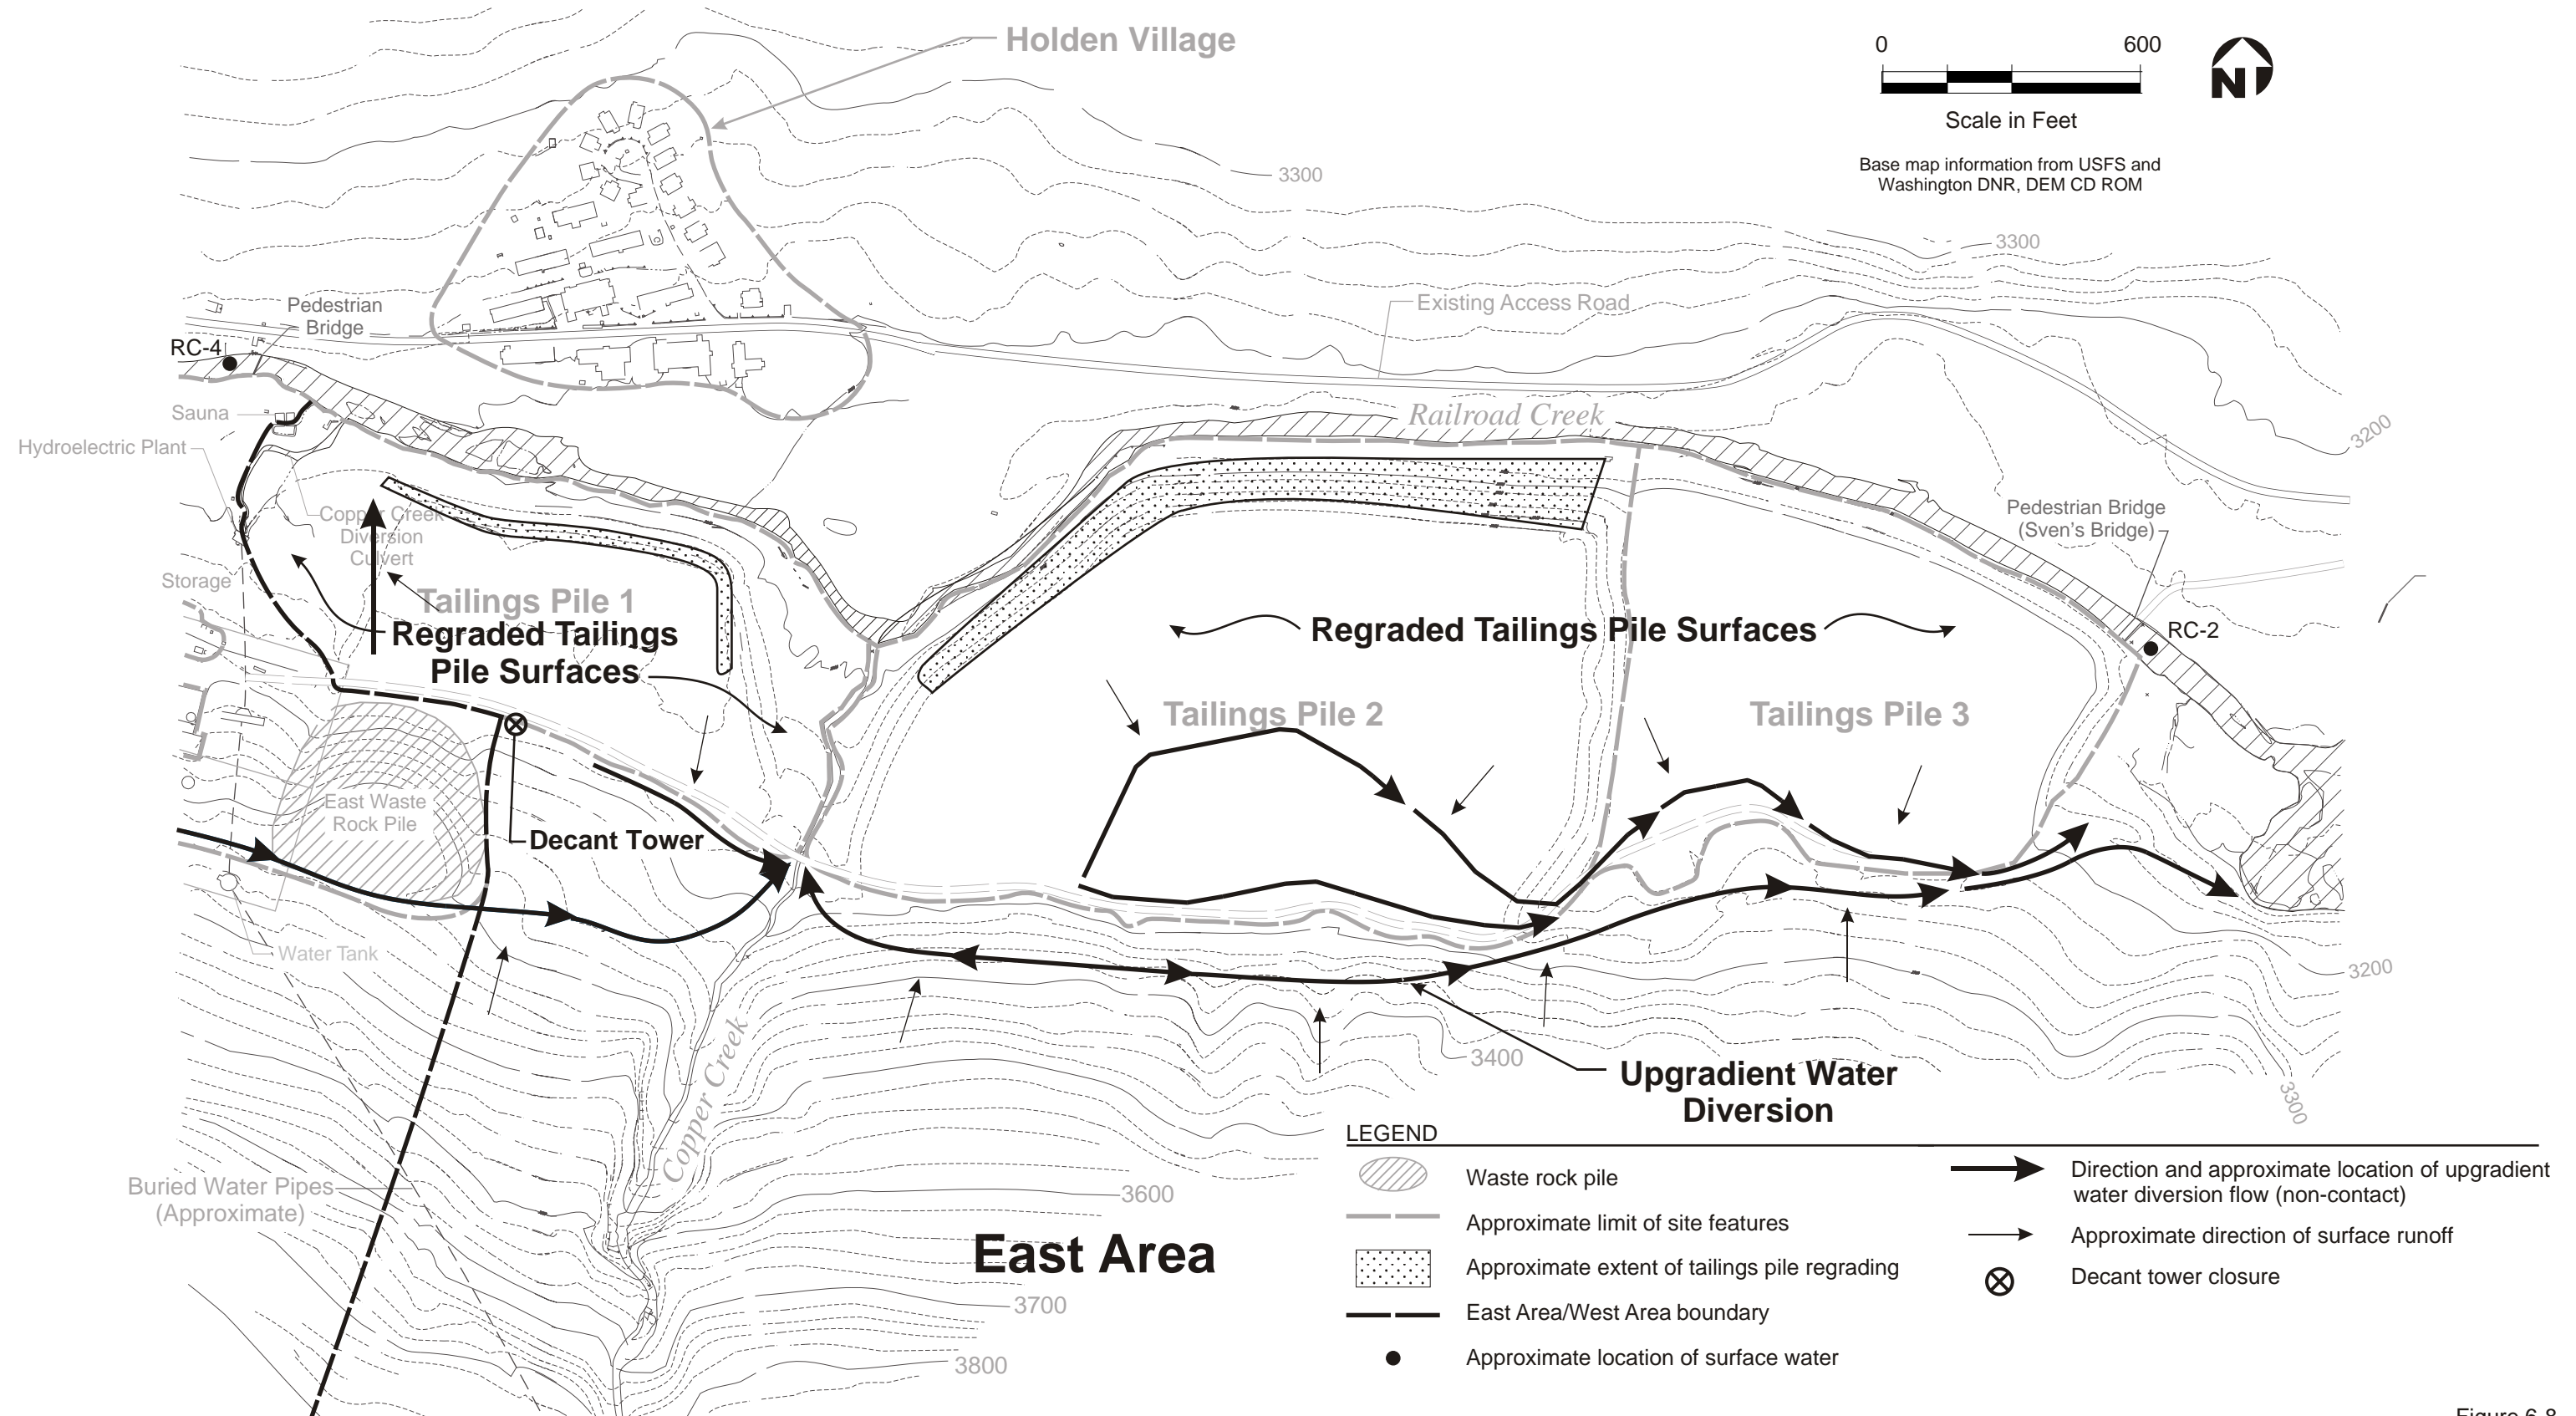 Holden Village
0 600
Scale in Feet
N
Base map information from USFS and
Washington DNR, DEM CD ROM
3300
3300
Existing Access Road
Pedestrian
Bridge
RC-4
Sauna
Hydroelectric Plant
Railroad Creek
3200
Copper Creek
Diversion
Culvert
Pedestrian Bridge
(Sven's Bridge)
Storage
Tailings Pile 1
Regraded Tailings
Pile Surfaces
Regraded Tailings Pile Surfaces
RC-2
Tailings Pile 2
Tailings Pile 3
East Waste
Rock Pile
Decant Tower
Water Tank
Copper Creek
3200
3400
3300
Upgradient Water
Diversion
Buried Water Pipes
(Approximate)
3600
East Area
3700
3800
LEGEND
Waste rock pile
Approximate limit of site features
Approximate extent of tailings pile regrading
East Area/West Area boundary
Approximate location of surface water
Direction and approximate location of upgradient
water diversion flow (non-contact)
Approximate direction of surface runoff
Decant tower closure